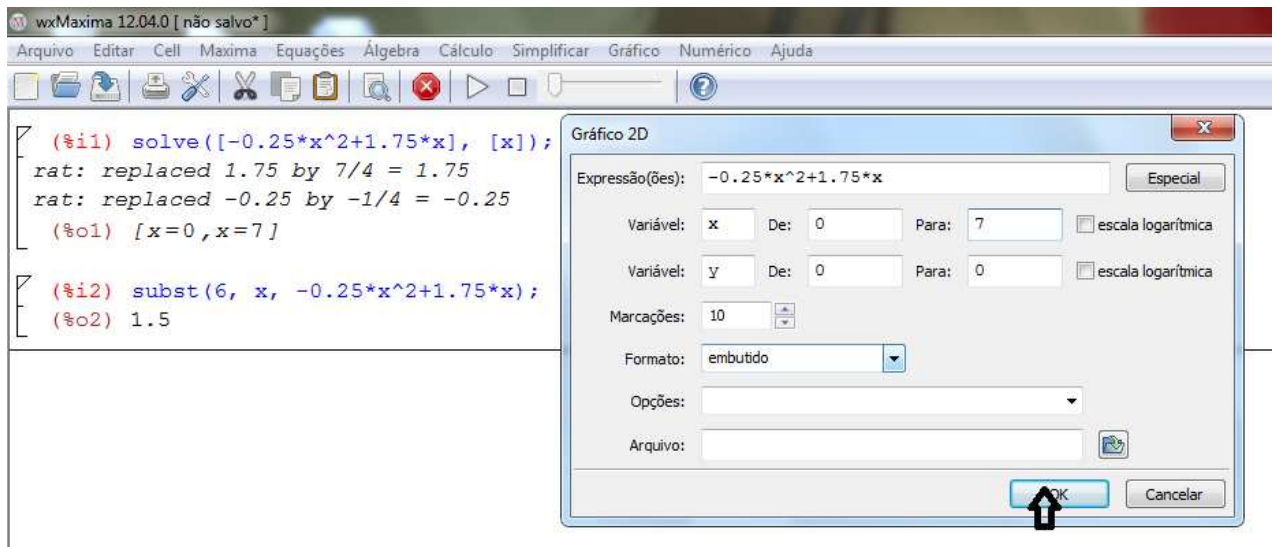 wxMaxima 12.04.0 [ não salvo* ]
Arquivo Editar Cell Maxima Equações Álgebra Cálculo Simplificar Gráfico Numérico Ajuda
(%i1) solve([-0.25*x^2+1.75*x], [x]);
rat: replaced 1.75 by 7/4 = 1.75
rat: replaced -0.25 by -1/4 = -0.25
(%o1) [x=0,x=7]
(%i2) subst(6, x, -0.25*x^2+1.75*x);
(%o2) 1.5
Gráfico 2D
Expressão(ões): -0.25*x^2+1.75*x Especial
Variável: x De: 0 Para: 7 escala logarítmica
Variável: y De: 0 Para: 0 escala logarítmica
Marcações: 10
Formato: embutido
Opções:
Arquivo:
OK Cancelar